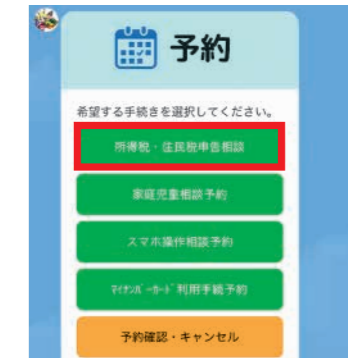 予約
希望する手続きを選択してください。
所得税・住民税申告相談
家庭児童相談予約
スマホ操作相談予約
ﾏｲﾅﾝﾊﾞｰｶｰﾄﾞ利用手続予約
予約確認・キャンセル